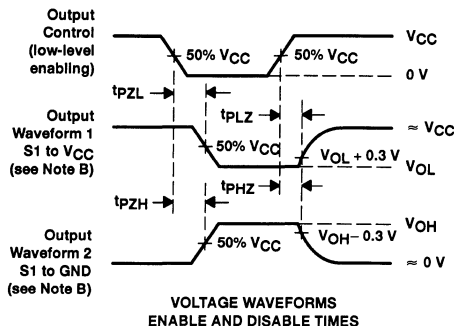 Output
Control
(low-level
enabling)
50% VCC
50% VCC
VCC
0 V
tPZL
tPLZ
Output
Waveform 1
S1 to VCC
(see Note B)
50% VCC
≈ VCC
VOL + 0.3 V
VOL
tPZH
tPHZ
Output
Waveform 2
S1 to GND
(see Note B)
50% VCC
VOH
VOH – 0.3 V
≈ 0 V
VOLTAGE WAVEFORMS
ENABLE AND DISABLE TIMES